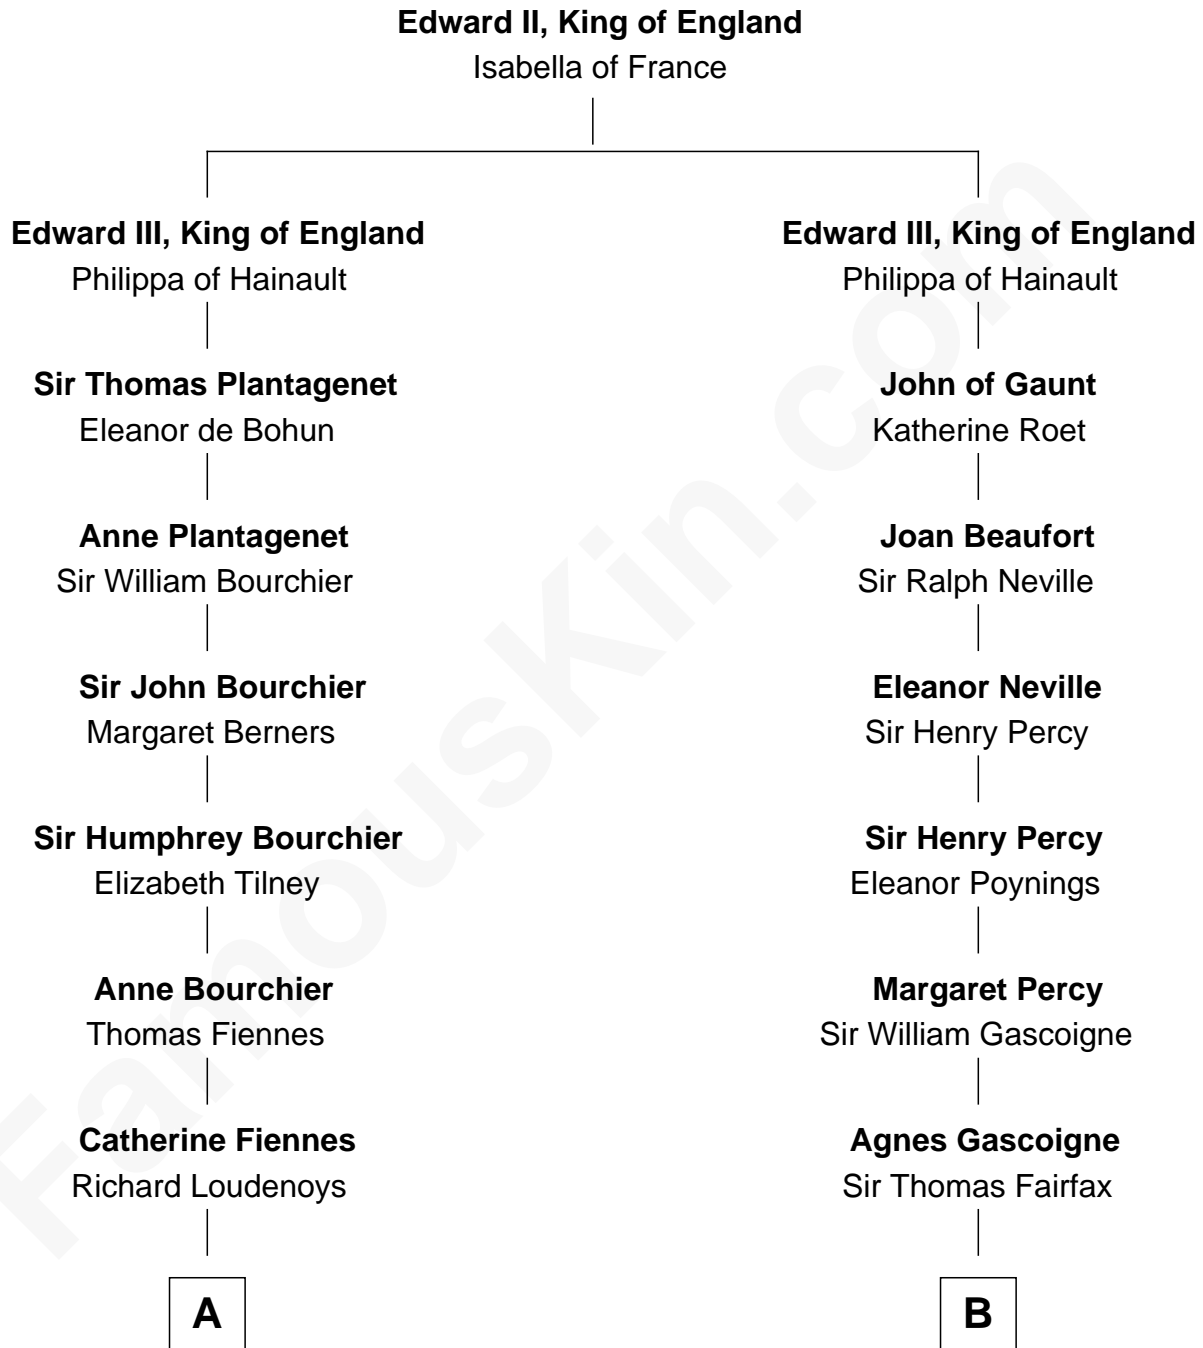 Edward II, King of England
Isabella of France
Edward III, King of England
Philippa of Hainault
Sir Thomas Plantagenet
Eleanor de Bohun
Anne Plantagenet
Sir William Bourchier
Sir John Bourchier
Margaret Berners
Sir Humphrey Bourchier
Elizabeth Tilney
Anne Bourchier
Thomas Fiennes
Catherine Fiennes
Richard Loudenoys
A
Edward III, King of England
Philippa of Hainault
John of Gaunt
Katherine Roet
Joan Beaufort
Sir Ralph Neville
Eleanor Neville
Sir Henry Percy
Sir Henry Percy
Eleanor Poynings
Margaret Percy
Sir William Gascoigne
Agnes Gascoigne
Sir Thomas Fairfax
B
FamousKin.com